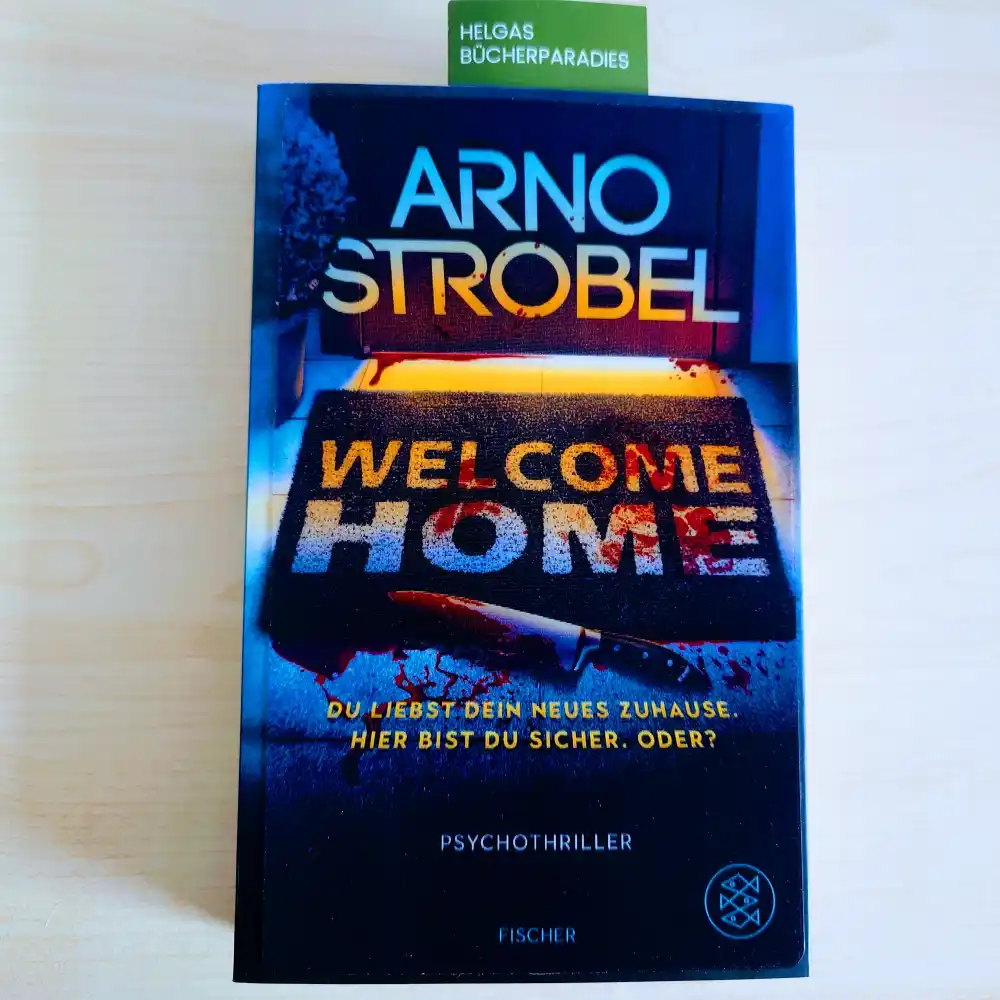 HELGAS
BÜCHERPARADIES
ARNO
STROBEL
WELCOME
HOME
DU LIEBST DEIN NEUES ZUHAUSE.
HIER BIST DU SICHER. ODER?
PSYCHOTHRILLER
FISCHER